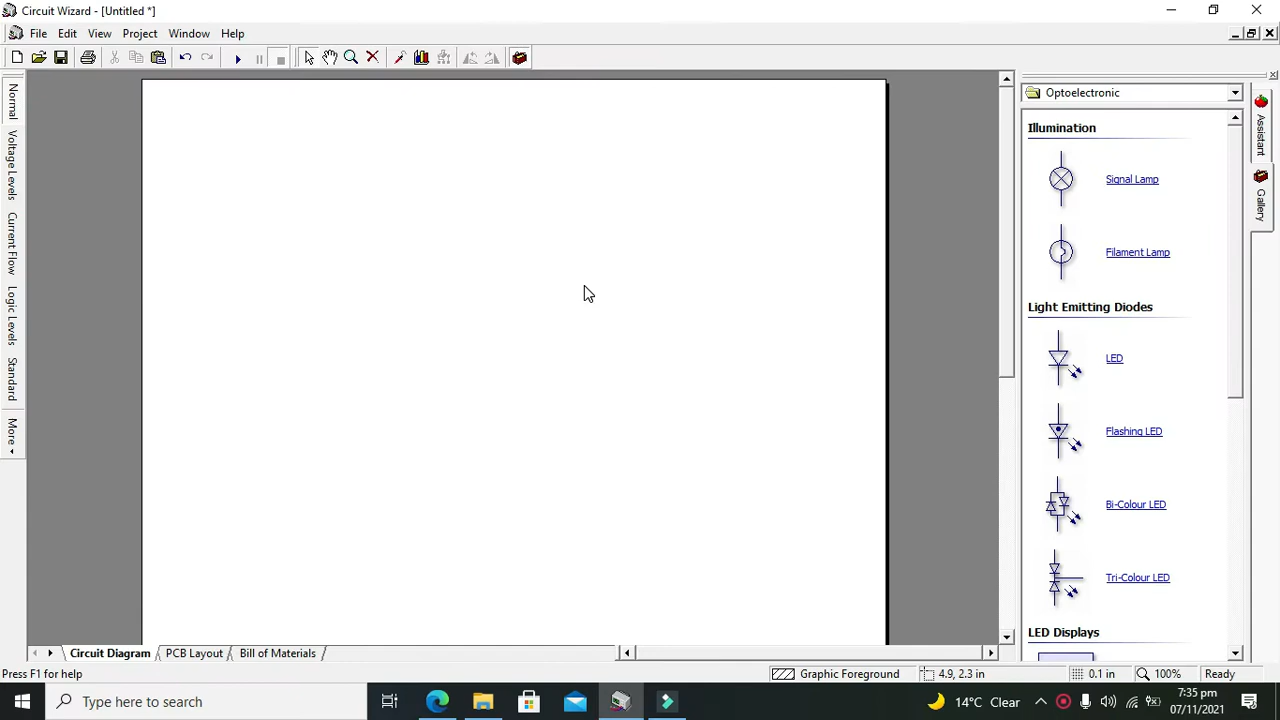 Circuit Wizard - [Untitled *]
File Edit View Project Window Help
Normal
Voltage Levels
Current Flow
Logic Levels
Standard
More
Optoelectronic
Illumination
Signal Lamp
Filament Lamp
Light Emitting Diodes
LED
Flashing LED
Bi-Colour LED
Tri-Colour LED
LED Displays
Assistant
Gallery
Circuit Diagram PCB Layout Bill of Materials
Press F1 for help Graphic Foreground 4.9, 2.3 in 0.1 in 100% Ready
Type here to search 14°C Clear 7:35 pm
07/11/2021